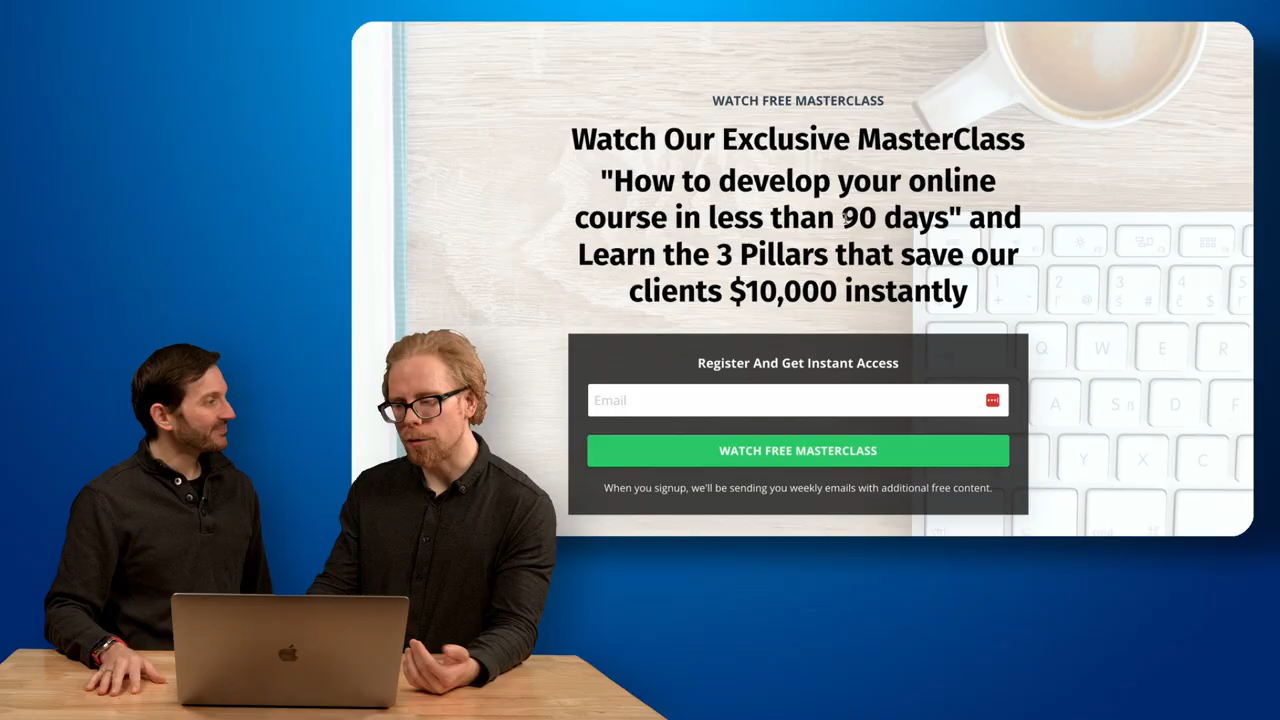 WATCH FREE MASTERCLASS
Watch Our Exclusive MasterClass
"How to develop your online
course in less than 90 days" and
Learn the 3 Pillars that save our
clients $10,000 instantly
Register And Get Instant Access
Email
WATCH FREE MASTERCLASS
When you signup, we'll be sending you weekly emails with additional free content.
Q W E R
A S D F
Y X C